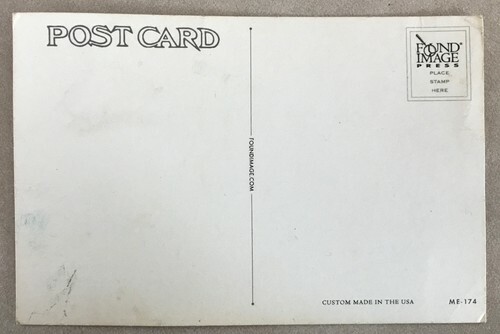 POST CARD
FOUND
IMAGE
PRESS
PLACE
STAMP
HERE
FOUNDIMAGE.COM
CUSTOM MADE IN THE USA
ME-174